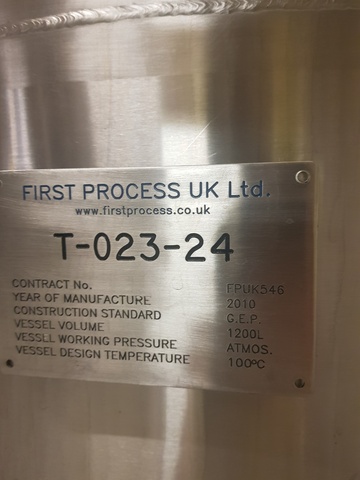 FIRST PROCESS UK Ltd.
www.firstprocess.co.uk
T-023-24
CONTRACT No. FPUK546
YEAR OF MANUFACTURE 2010
CONSTRUCTION STANDARD G.E.P.
VESSEL VOLUME 1200L
VESSEL WORKING PRESSURE ATMOS.
VESSEL DESIGN TEMPERATURE 100ºC